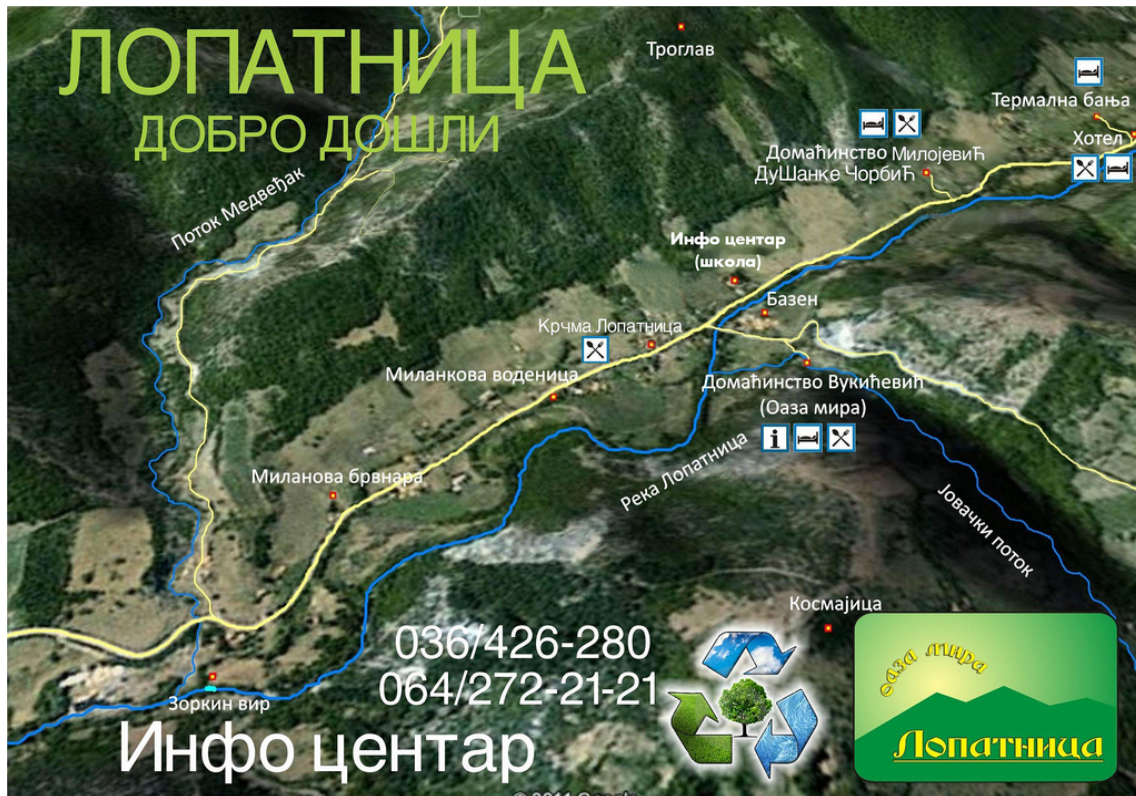 ЛОПАТНИЦА
ДОБРО ДОШЛИ
Троглав
Термална бања
Хотел
Домаћинство МилојевиЋ
ДуШанке ЧорбиЋ
Поток Медвеђак
Инфо центар
(школа)
Базен
Крчма Лопатница
Миланкова воденица
Домаћинство Вукићевић
(Оаза мира)
i
Миланова брвнара
Река Лопатница
Јовачки поток
Космајица
036/426-280
064/272-21-21
Зоркин вир
Инфо центар
оаза мира
Лопатница
© 2011 Google